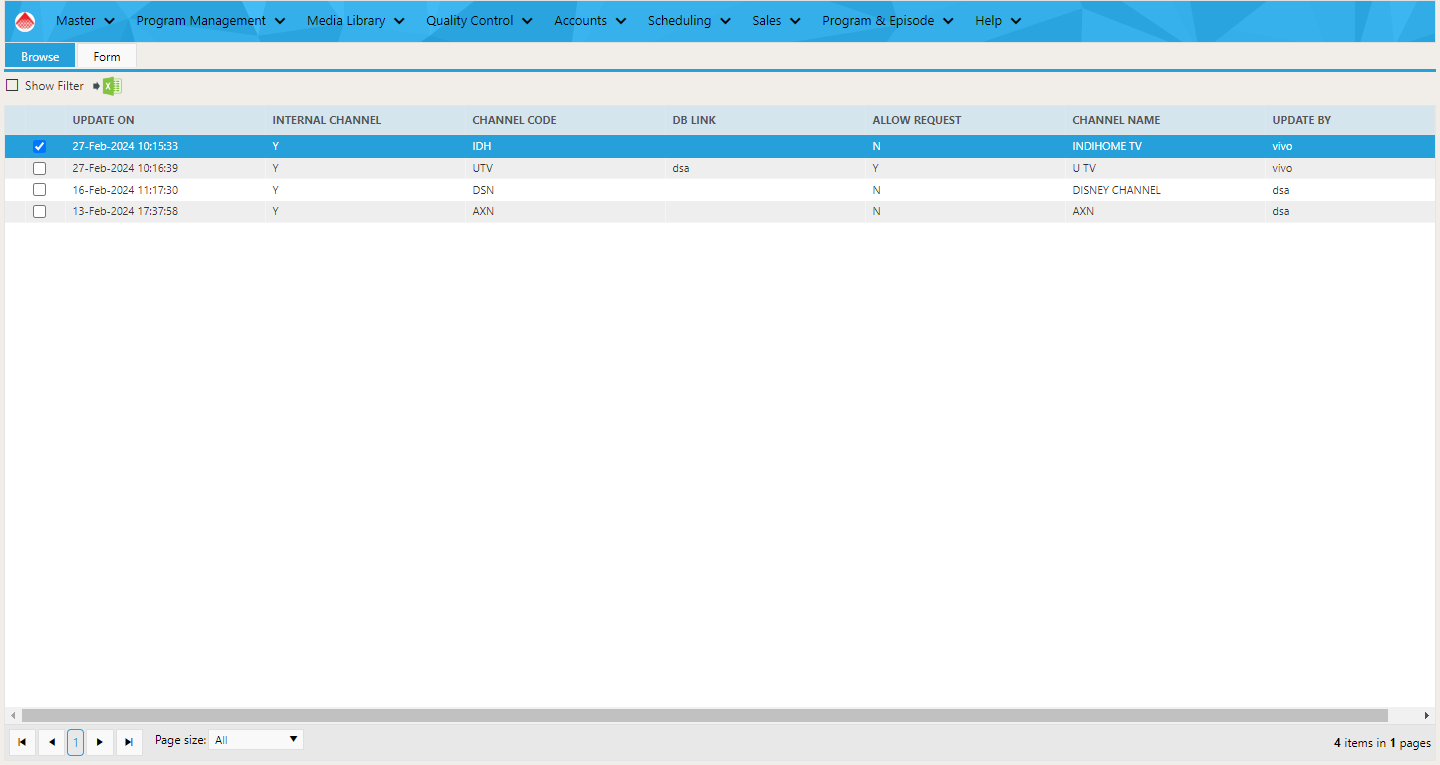 Master Program Management Media Library Quality Control Accounts Scheduling Sales Program & Episode Help
Browse Form
Show Filter
UPDATE ON INTERNAL CHANNEL CHANNEL CODE DB LINK ALLOW REQUEST CHANNEL NAME UPDATE BY
27-Feb-2024 10:15:33 Y IDH N INDIHOME TV vivo
27-Feb-2024 10:16:39 Y UTV dsa Y U TV vivo
16-Feb-2024 11:17:30 Y DSN N DISNEY CHANNEL dsa
13-Feb-2024 17:37:58 Y AXN N AXN dsa
1 Page size: All 4 items in 1 pages